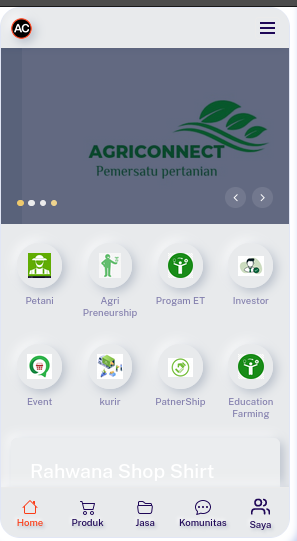 AC
AGRICONNECT
Pemersatu pertanian
Petani
Agri
Preneurship
Progam ET
Investor
Event
kurir
PatnerShip
Education
Farming
Rahwana Shop Shirt
Home
Produk
Jasa
Komunitas
Saya